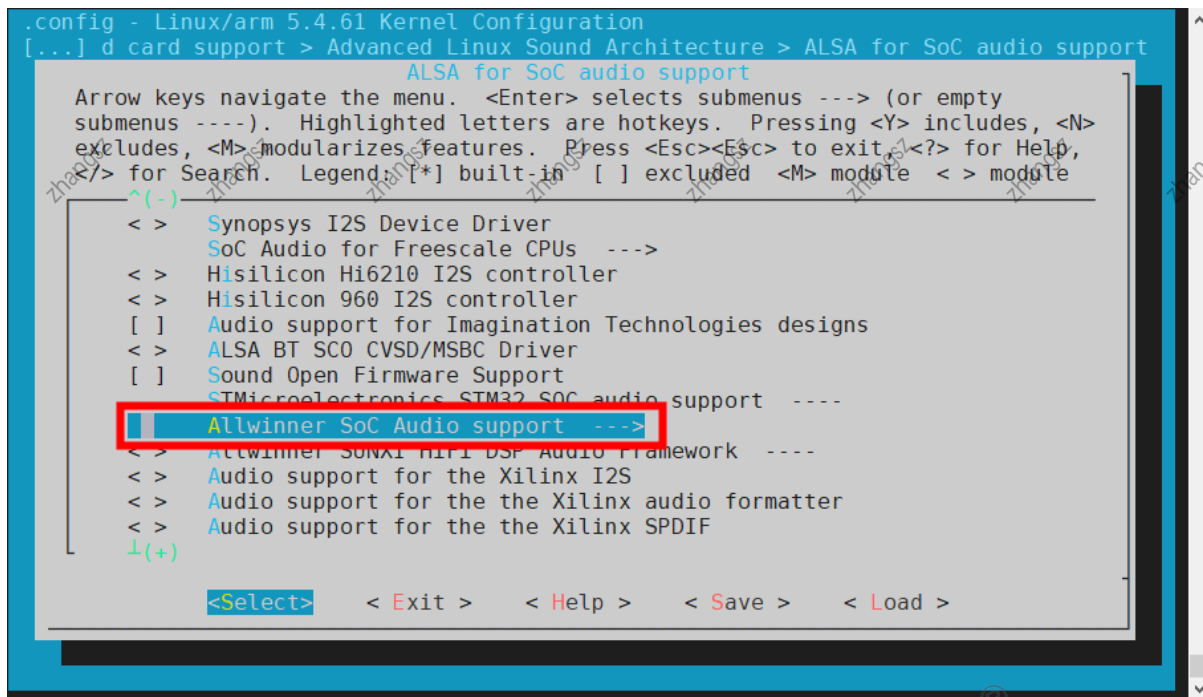 .config - Linux/arm 5.4.61 Kernel Configuration
[...] d card support > Advanced Linux Sound Architecture > ALSA for SoC audio support
ALSA for SoC audio support
Arrow keys navigate the menu. <Enter> selects submenus ---> (or empty
submenus ----). Highlighted letters are hotkeys. Pressing <Y> includes, <N>
excludes, <M> modularizes features. Press <Esc><Esc> to exit, <?> for Help,
</> for Search. Legend: [*] built-in [ ] excluded <M> module < > module
zhangsz zhangsz zhangsz zhangsz zhangsz zhangsz zhangsz
^(-)
< > Synopsys I2S Device Driver
SoC Audio for Freescale CPUs --->
< > Hisilicon Hi6210 I2S controller
< > Hisilicon 960 I2S controller
[ ] Audio support for Imagination Technologies designs
< > ALSA BT SCO CVSD/MSBC Driver
[ ] Sound Open Firmware Support
STMicroelectronics STM32 SOC audio support ----
Allwinner SoC Audio support --->
< > Allwinner SUNXI HiFi DSP Audio Framework ----
< > Audio support for the Xilinx I2S
< > Audio support for the the Xilinx audio formatter
< > Audio support for the the Xilinx SPDIF
┴(+)
<Select> < Exit > < Help > < Save > < Load >